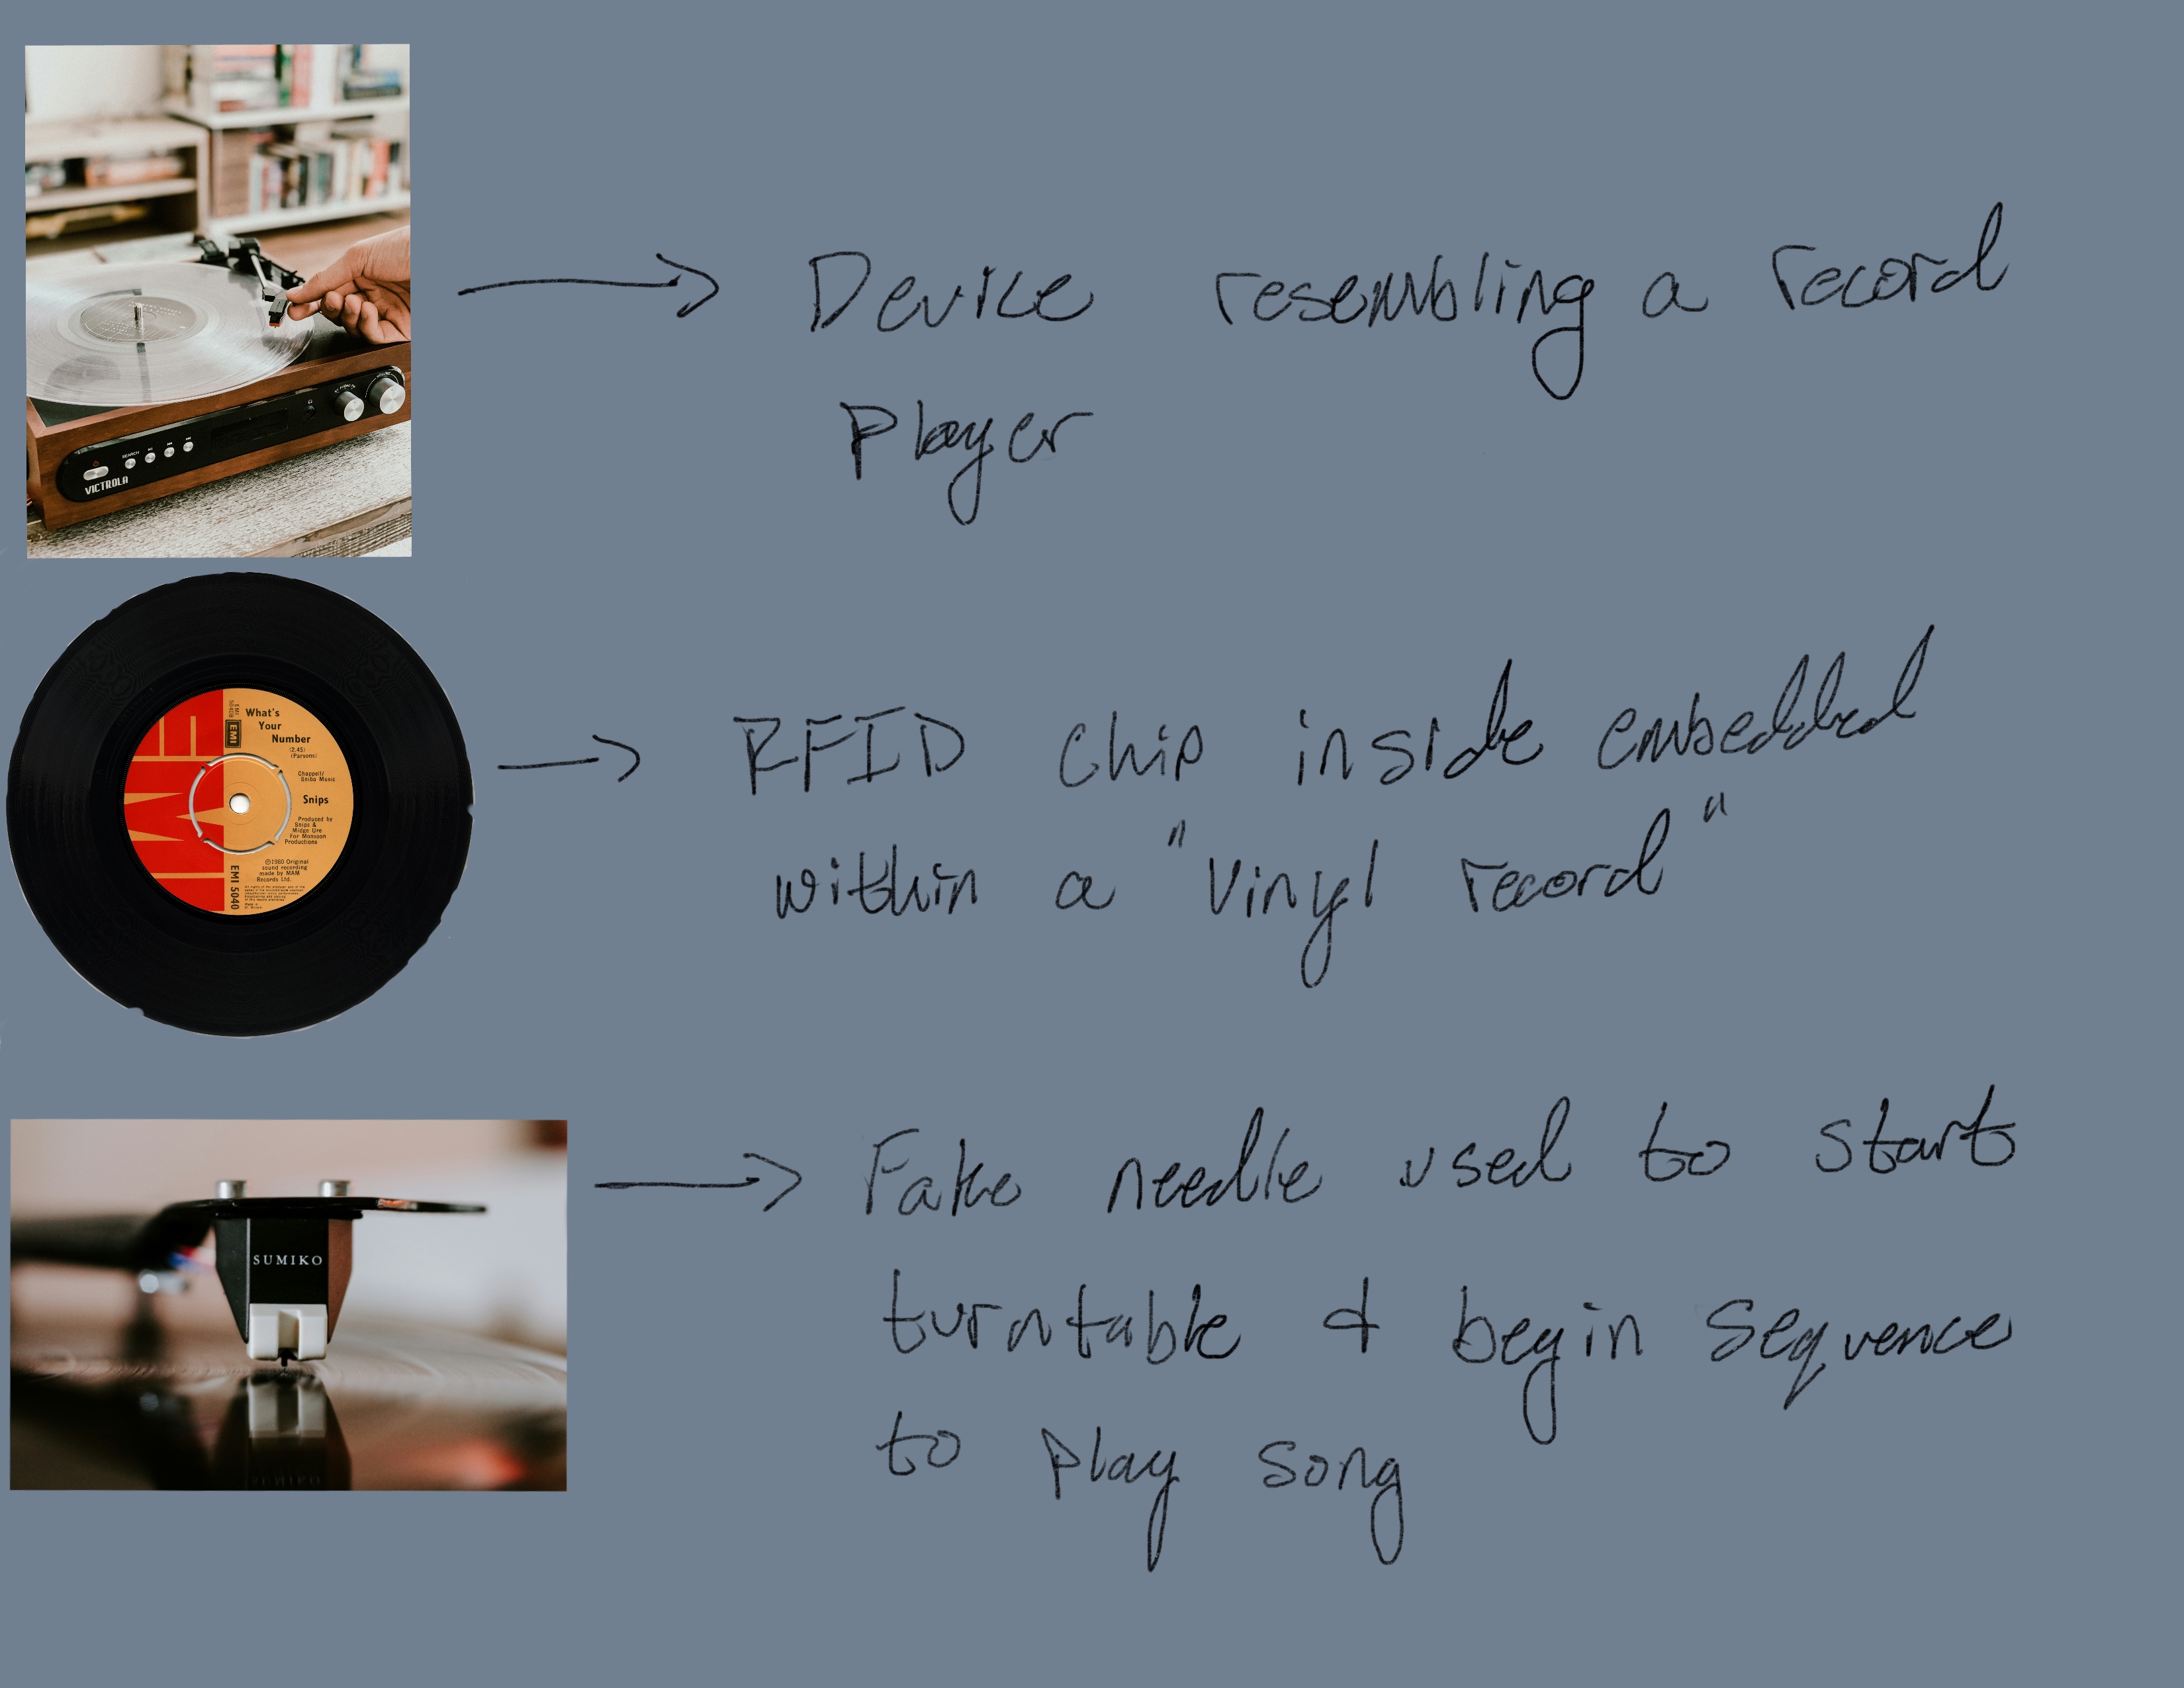 VICTROLA
SEARCH
Device resembling a record
Player
What's
Your
Number
(2.45)
(Parsons)
EMI
Chappell/
Snibs Music
Snips
Produced by
Snips &
Midge Ure
For Monsoon
Productions
℗1980 Original
sound recording
made by MAM
Records Ltd.
EMI 5040
RFID Chip inside embedded
within a "Vinyl record"
SUMIKO
Fake needle used to start
turntable & begin sequence
to play song